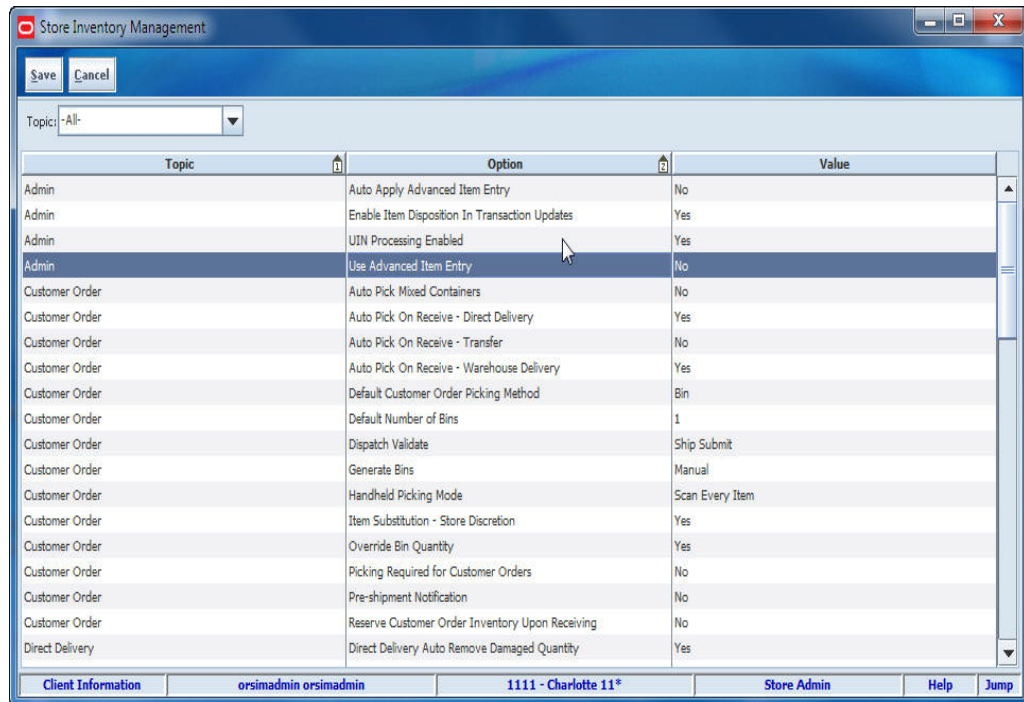 Store Inventory Management
Save Cancel
Topic: -All-
Topic 1 Option 2 Value
Admin Auto Apply Advanced Item Entry No
Admin Enable Item Disposition In Transaction Updates Yes
Admin UIN Processing Enabled Yes
Admin Use Advanced Item Entry No
Customer Order Auto Pick Mixed Containers No
Customer Order Auto Pick On Receive - Direct Delivery Yes
Customer Order Auto Pick On Receive - Transfer No
Customer Order Auto Pick On Receive - Warehouse Delivery Yes
Customer Order Default Customer Order Picking Method Bin
Customer Order Default Number of Bins 1
Customer Order Dispatch Validate Ship Submit
Customer Order Generate Bins Manual
Customer Order Handheld Picking Mode Scan Every Item
Customer Order Item Substitution - Store Discretion Yes
Customer Order Override Bin Quantity Yes
Customer Order Picking Required for Customer Orders No
Customer Order Pre-shipment Notification No
Customer Order Reserve Customer Order Inventory Upon Receiving No
Direct Delivery Direct Delivery Auto Remove Damaged Quantity Yes
Client Information orsimadmin orsimadmin 1111 - Charlotte 11* Store Admin Help Jump